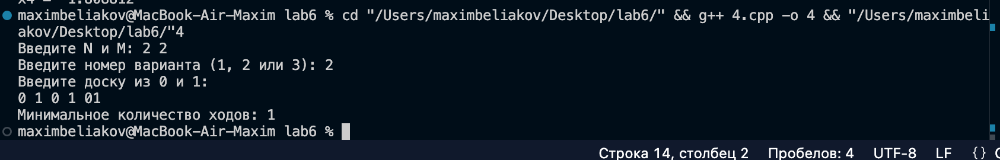 maximbeliakov@MacBook-Air-Maxim lab6 % cd "/Users/maximbeliakov/Desktop/lab6/" && g++ 4.cpp -o 4 && "/Users/maximbeli
akov/Desktop/lab6/"4
Введите N и M: 2 2
Введите номер варианта (1, 2 или 3): 2
Введите доску из 0 и 1:
0 1 0 1 01
Минимальное количество ходов: 1
maximbeliakov@MacBook-Air-Maxim lab6 %
Строка 14, столбец 2 Пробелов: 4 UTF-8 LF {}